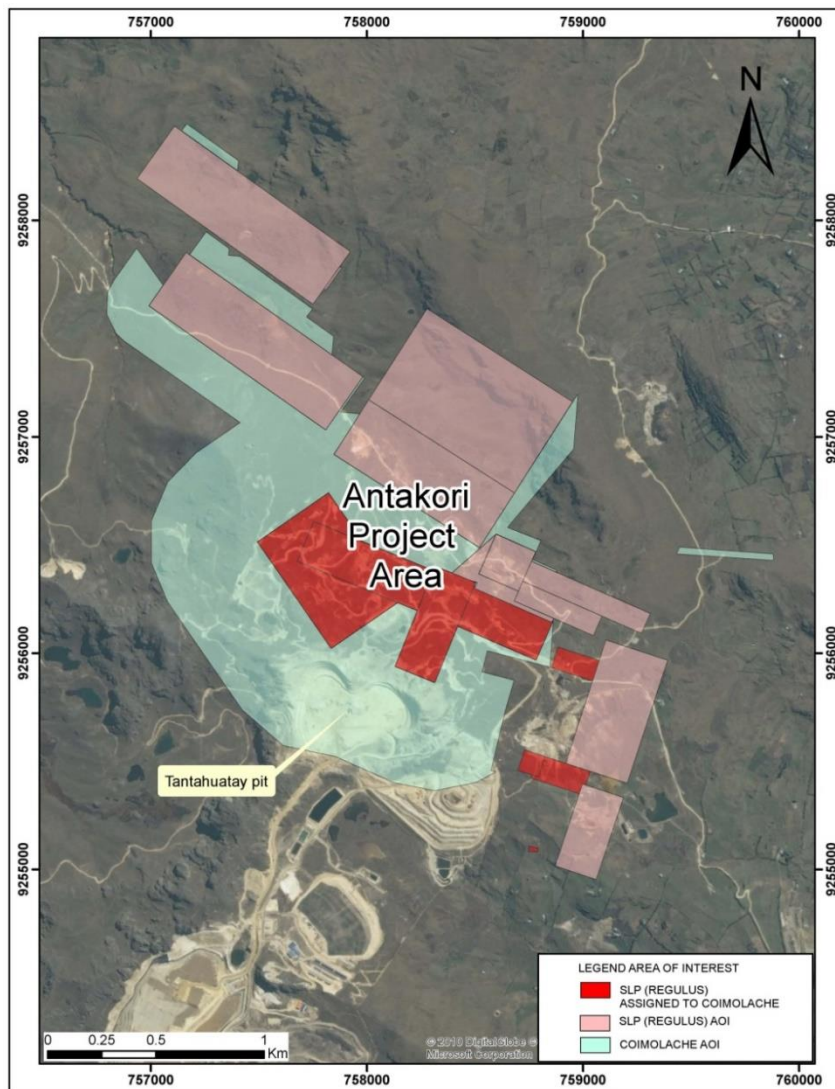 757000 758000 759000 760000
N
9258000 9258000
9257000 9257000
Antakori
Project
Area
9256000 9256000
Tantahuatay pit
9255000 9255000
LEGEND AREA OF INTEREST
SLP (REGULUS)
ASSIGNED TO COIMOLACHE
SLP (REGULUS) AOI
COIMOLACHE AOI
0 0.25 0.5 1
Km
Microsoft Corporation
757000 758000 759000 760000